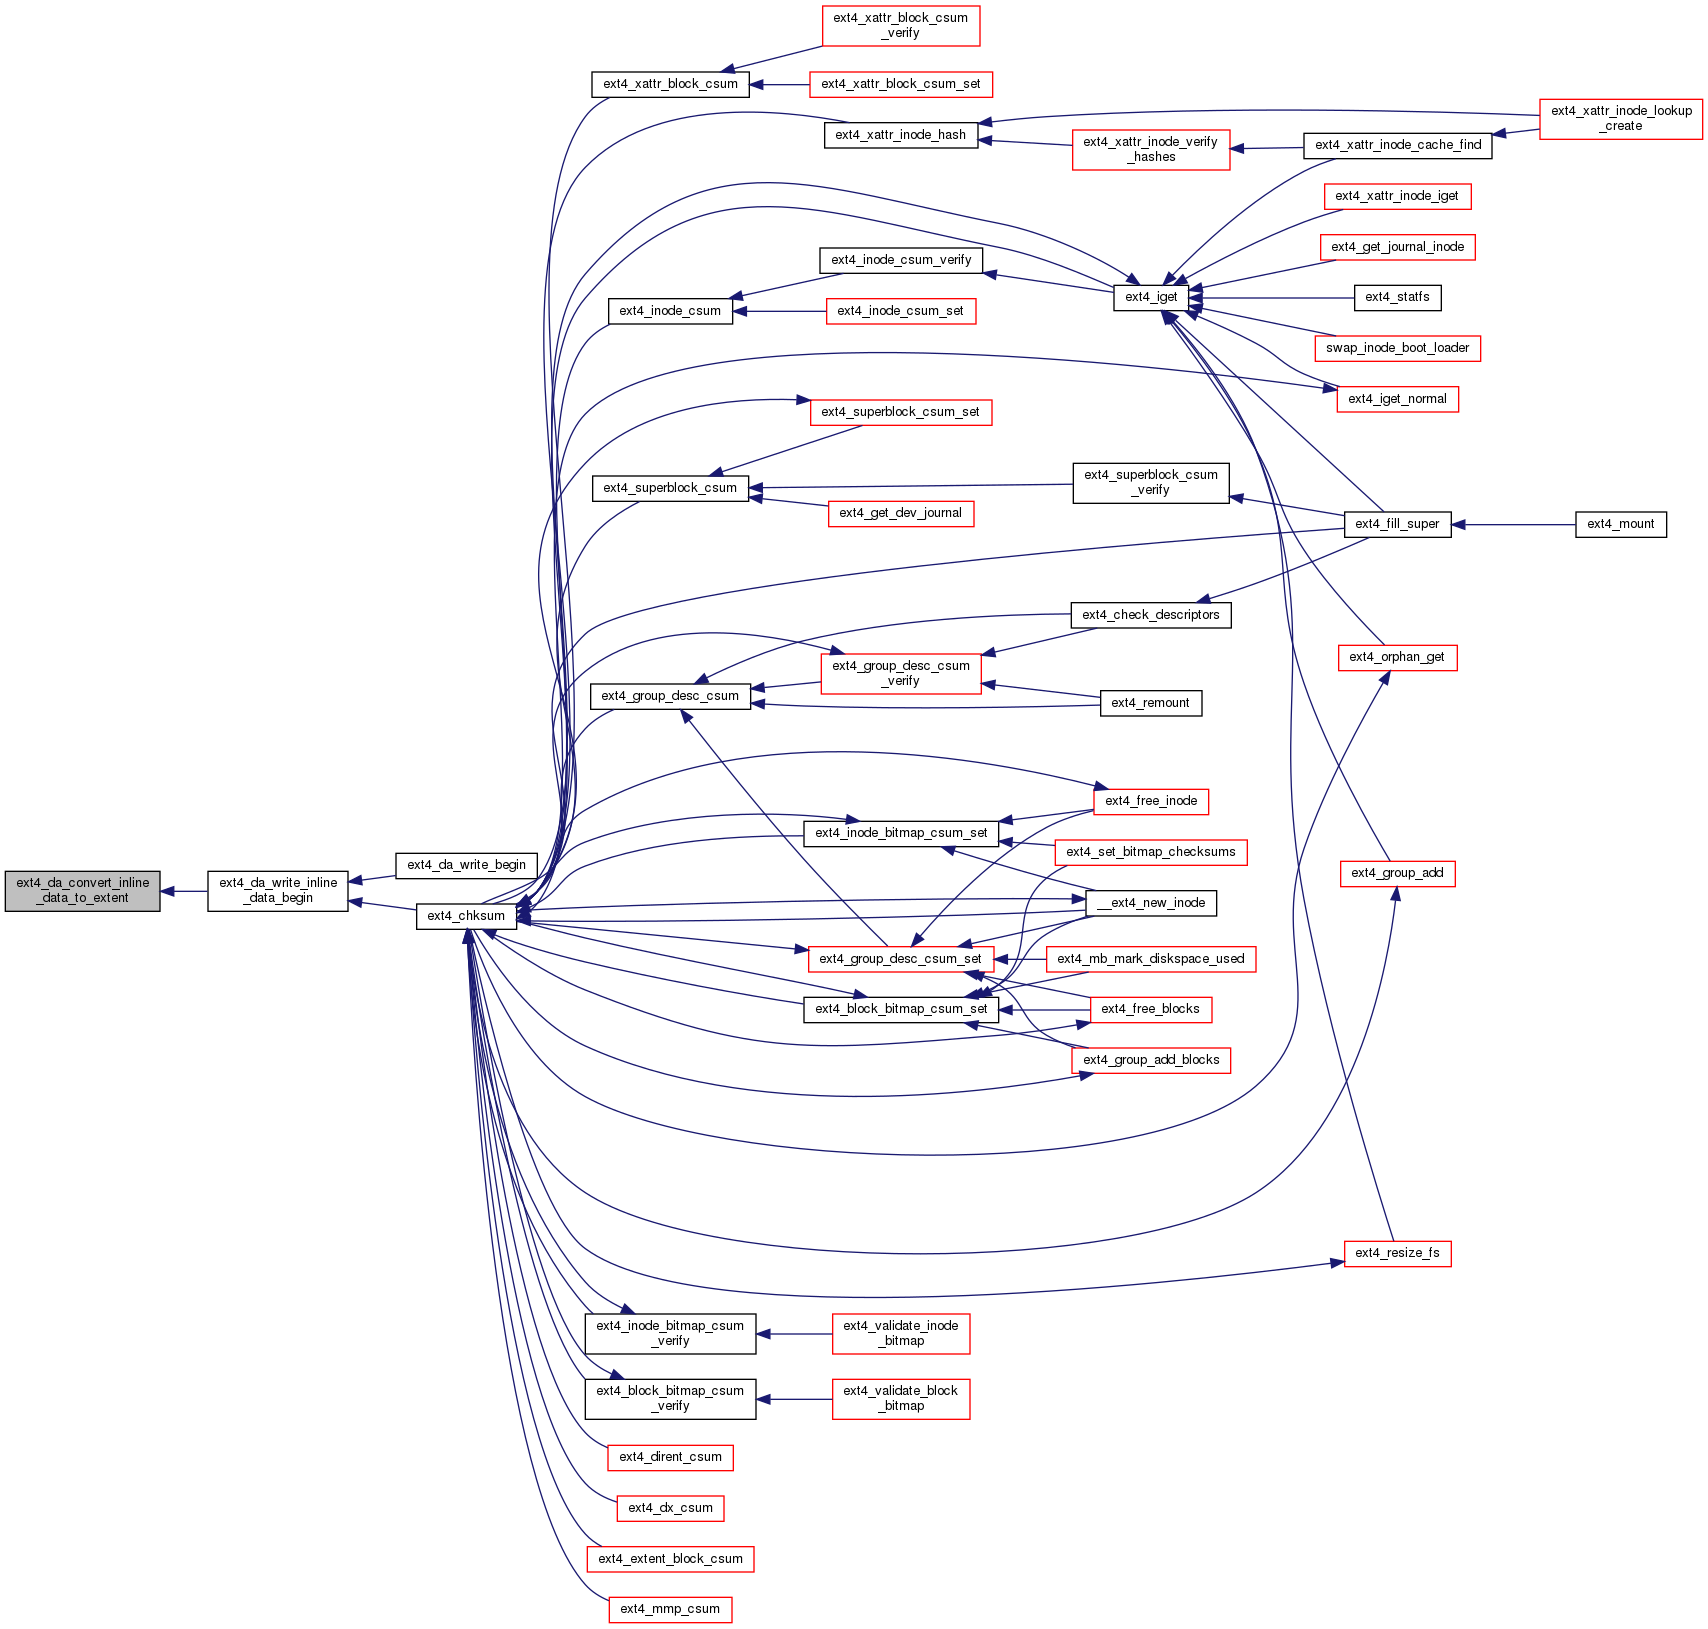 ext4_xattr_block_csum
_verify
ext4_xattr_block_csum
ext4_xattr_block_csum_set
ext4_xattr_inode_hash
ext4_xattr_inode_lookup
_create
ext4_xattr_inode_verify
_hashes
ext4_xattr_inode_cache_find
ext4_xattr_inode_iget
ext4_get_journal_inode
ext4_inode_csum_verify
ext4_iget
ext4_statfs
ext4_inode_csum
ext4_inode_csum_set
swap_inode_boot_loader
ext4_iget_normal
ext4_superblock_csum_set
ext4_superblock_csum
ext4_superblock_csum
_verify
ext4_get_dev_journal
ext4_fill_super
ext4_mount
ext4_check_descriptors
ext4_orphan_get
ext4_group_desc_csum
_verify
ext4_group_desc_csum
ext4_remount
ext4_free_inode
ext4_inode_bitmap_csum_set
ext4_set_bitmap_checksums
ext4_da_write_begin
ext4_group_add
ext4_da_convert_inline
_data_to_extent
ext4_da_write_inline
_data_begin
ext4_chksum
__ext4_new_inode
ext4_group_desc_csum_set
ext4_mb_mark_diskspace_used
ext4_block_bitmap_csum_set
ext4_free_blocks
ext4_group_add_blocks
ext4_resize_fs
ext4_inode_bitmap_csum
_verify
ext4_validate_inode
_bitmap
ext4_block_bitmap_csum
_verify
ext4_validate_block
_bitmap
ext4_dirent_csum
ext4_dx_csum
ext4_extent_block_csum
ext4_mmp_csum